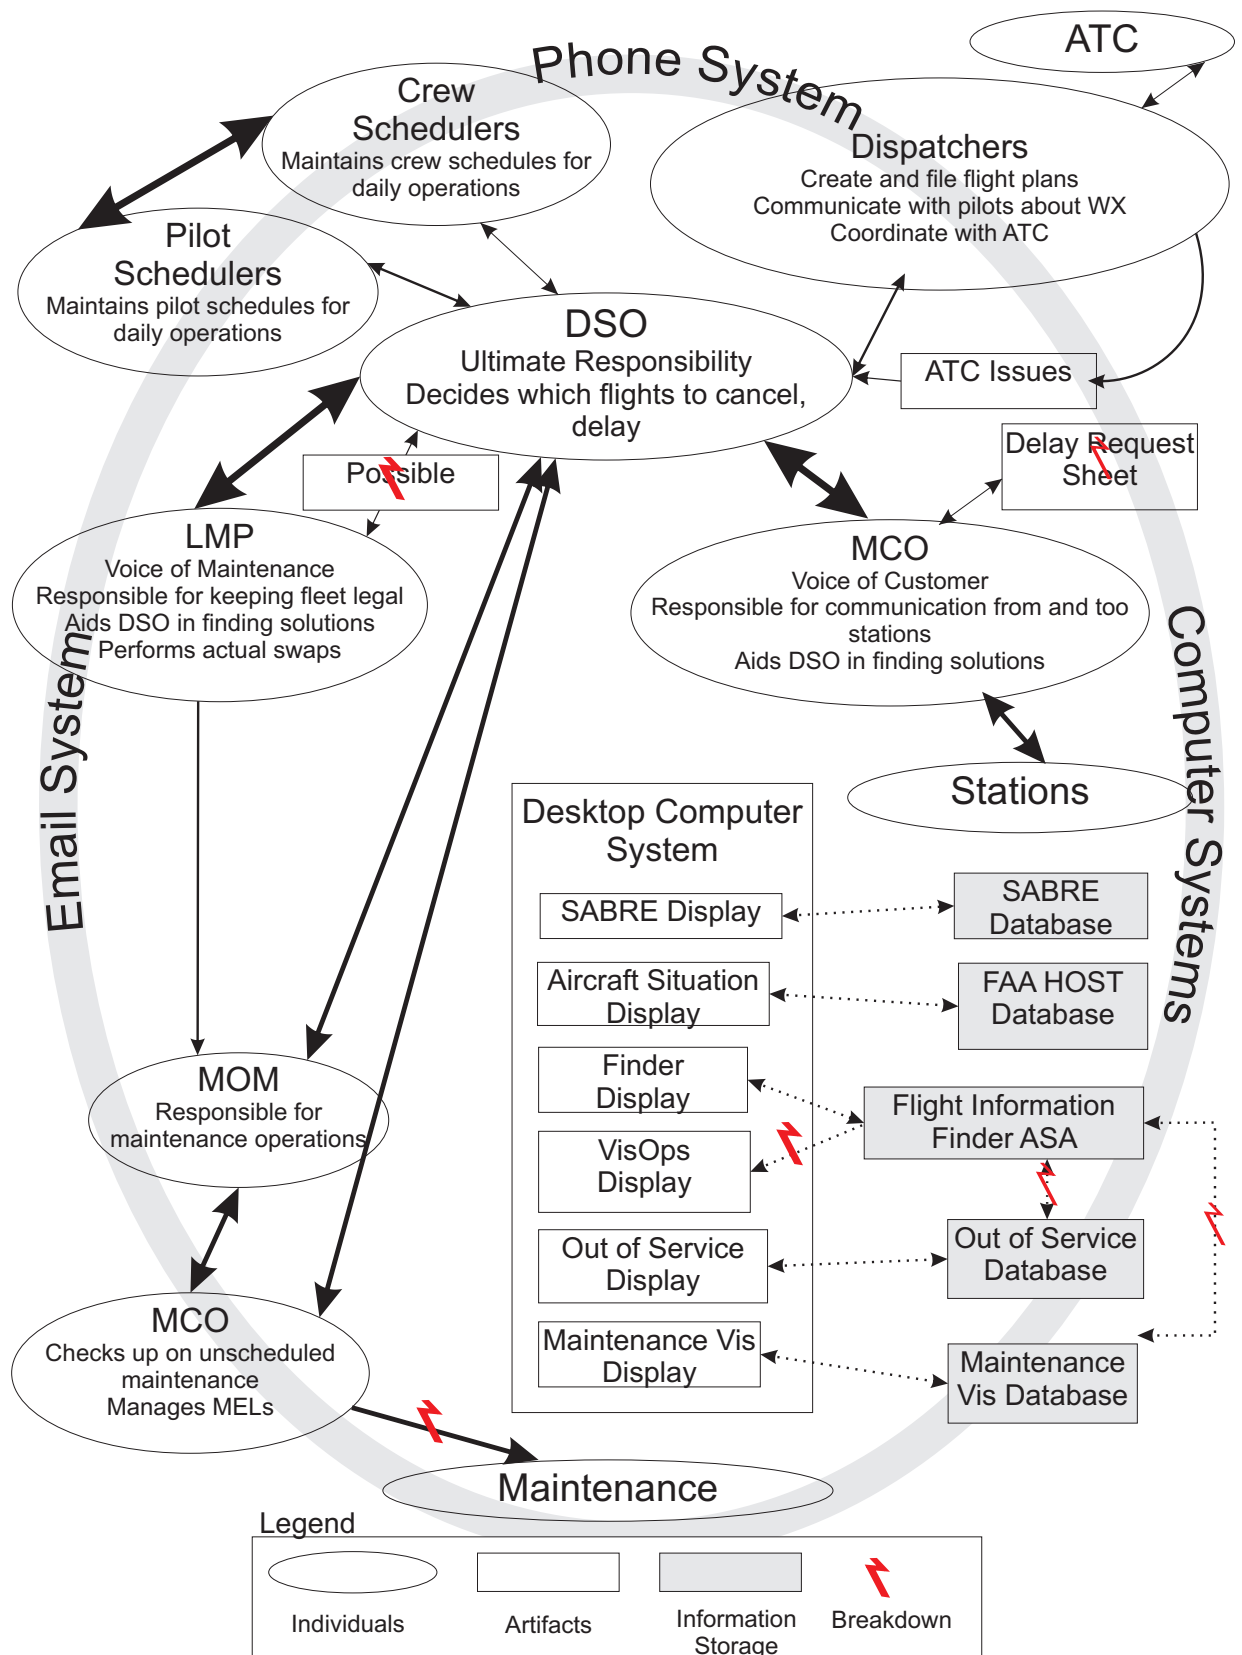 Phone System
ATC
Crew
Schedulers
Maintains crew schedules for
daily operations
Dispatchers
Create and file flight plans
Communicate with pilots about WX
Coordinate with ATC
Pilot
Schedulers
Maintains pilot schedules for
daily operations
DSO
Ultimate Responsibility
Decides which flights to cancel,
delay
ATC Issues
Delay Request
Sheet
Possible
LMP
Voice of Maintenance
Responsible for keeping fleet legal
Aids DSO in finding solutions
Performs actual swaps
MCO
Voice of Customer
Responsible for communication from and too
stations
Aids DSO in finding solutions
Email System
Computer Systems
Stations
Desktop Computer
System
SABRE Display
SABRE
Database
Aircraft Situation
Display
FAA HOST
Database
Finder
Display
Flight Information
Finder ASA
VisOps
Display
Out of Service
Display
Out of Service
Database
Maintenance Vis
Display
Maintenance
Vis Database
MOM
Responsible for
maintenance operations
MCO
Checks up on unscheduled
maintenance
Manages MELs
Maintenance
Legend
Individuals
Artifacts
Information
Storage
Breakdown